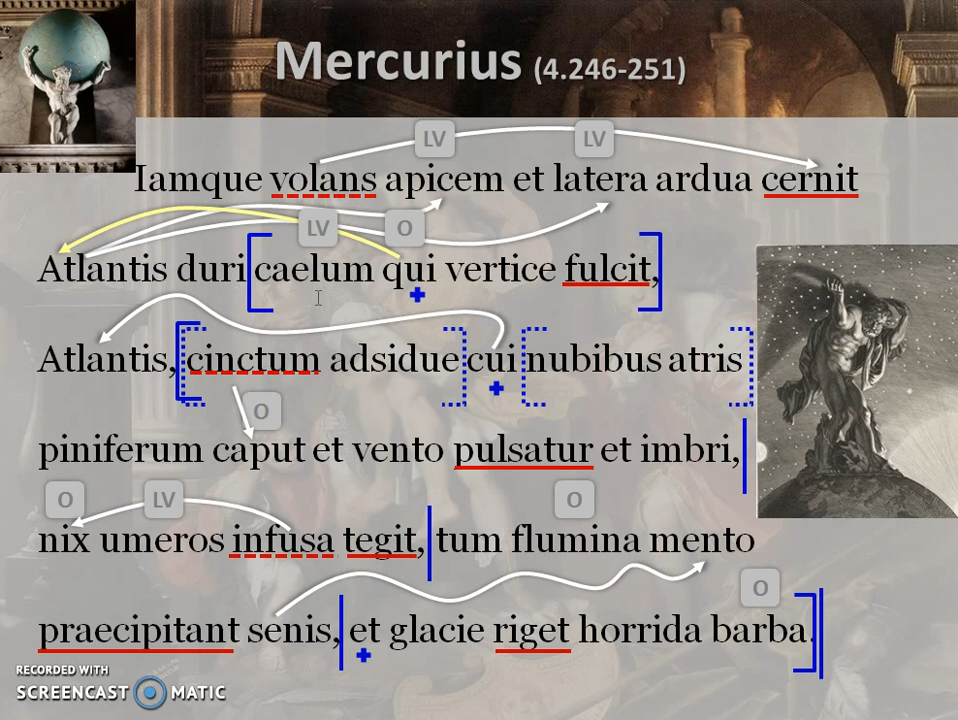 Mercurius (4.246-251)
LV LV
Iamque volans apicem et latera ardua cernit
LV O
Atlantis duri caelum qui vertice fulcit,
Atlantis, cinctum adsidue cui nubibus atris
O
piniferum caput et vento pulsatur et imbri,
O LV O
nix umeros infusa tegit, tum flumina mento
O
praecipitant senis, et glacie riget horrida barba.
RECORDED WITH
SCREENCAST MATIC